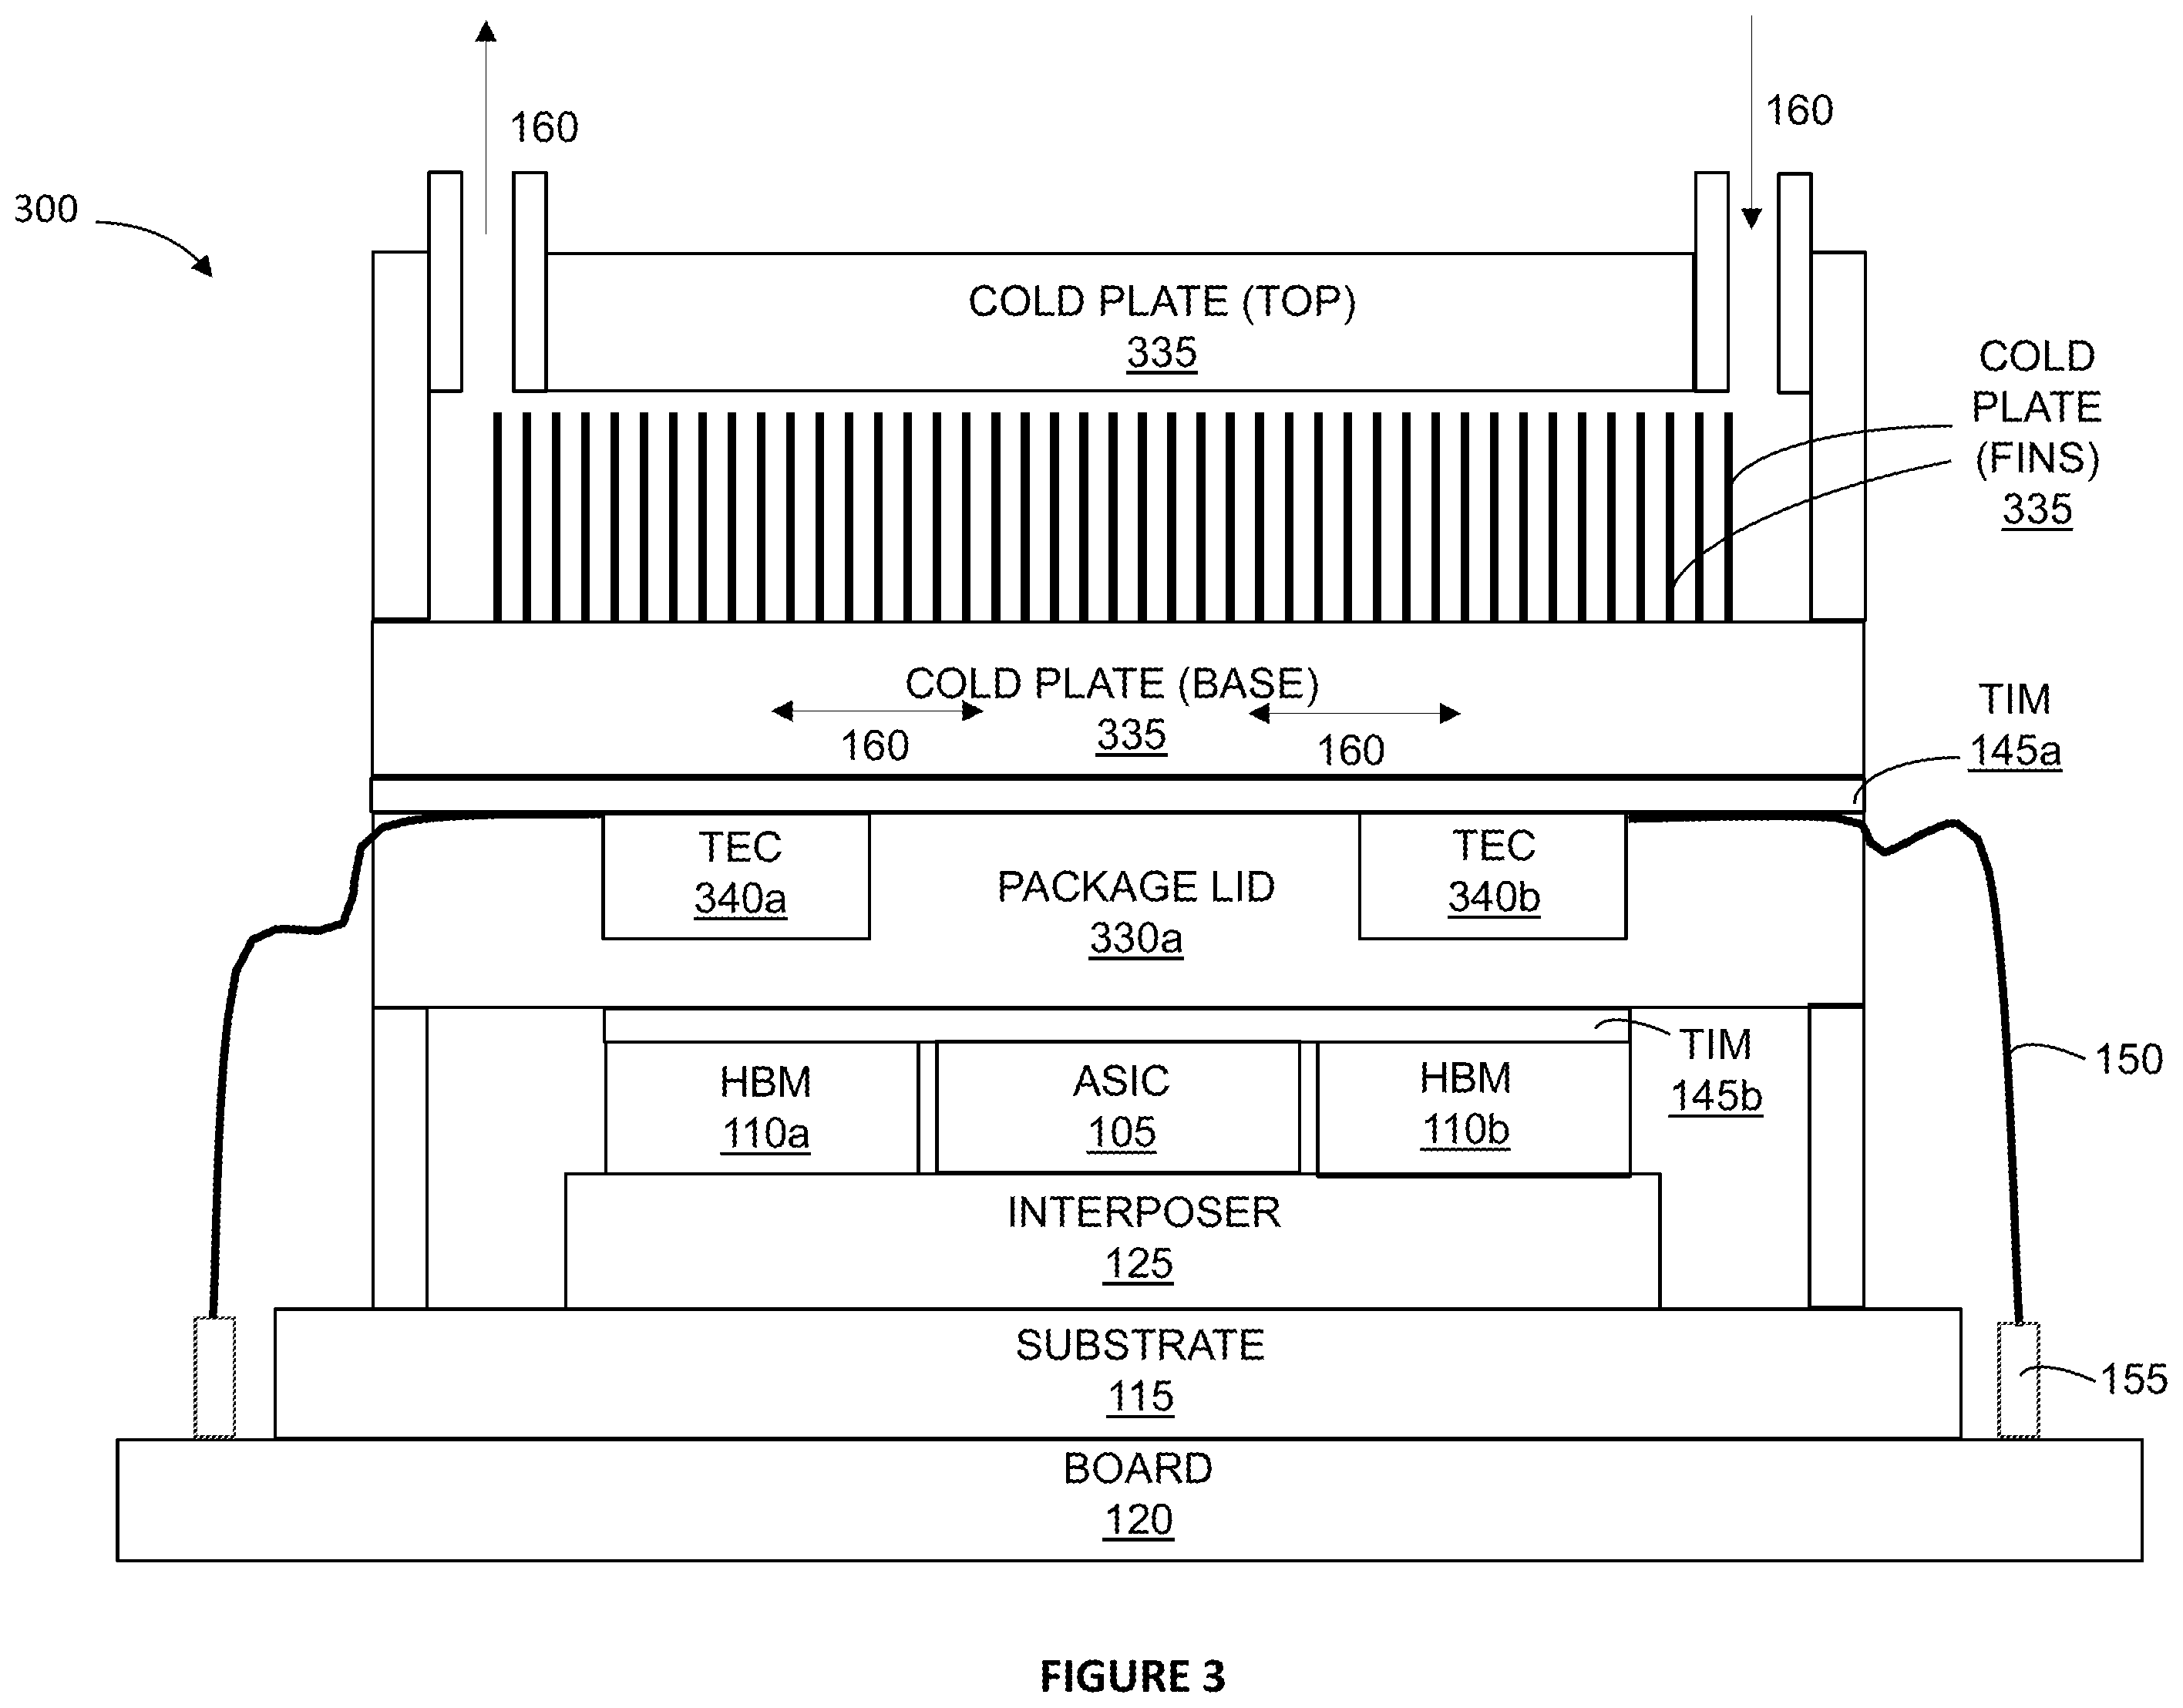 160
160
300
COLD PLATE (TOP)
335
COLD
PLATE
(FINS)
335
COLD PLATE (BASE)
335
160
160
TIM
145a
TEC
340a
PACKAGE LID
330a
TEC
340b
TIM
145b
150
HBM
110a
ASIC
105
HBM
110b
INTERPOSER
125
SUBSTRATE
115
155
BOARD
120
FIGURE 3